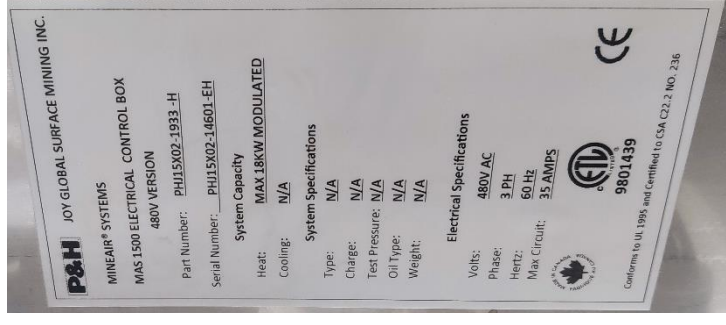 P&H JOY GLOBAL SURFACE MINING INC.
MINEAIR® SYSTEMS
MAS 1500 ELECTRICAL CONTROL BOX
480V VERSION
Part Number: PHJ15X02-1933 -H
Serial Number: PHJ15X02-14601-EH
System Capacity
Heat: MAX 18KW MODULATED
Cooling: N/A
System Specifications
Type: N/A
Charge: N/A
Test Pressure: N/A
Oil Type: N/A
Weight: N/A
Electrical Specifications
Volts: 480V AC
Phase: 3 PH
Hertz: 60 Hz
Max Circuit: 35 AMPS
C ETL
9801439
CE
Conforms to UL 1995 and Certified to CSA C22.2 NO. 236